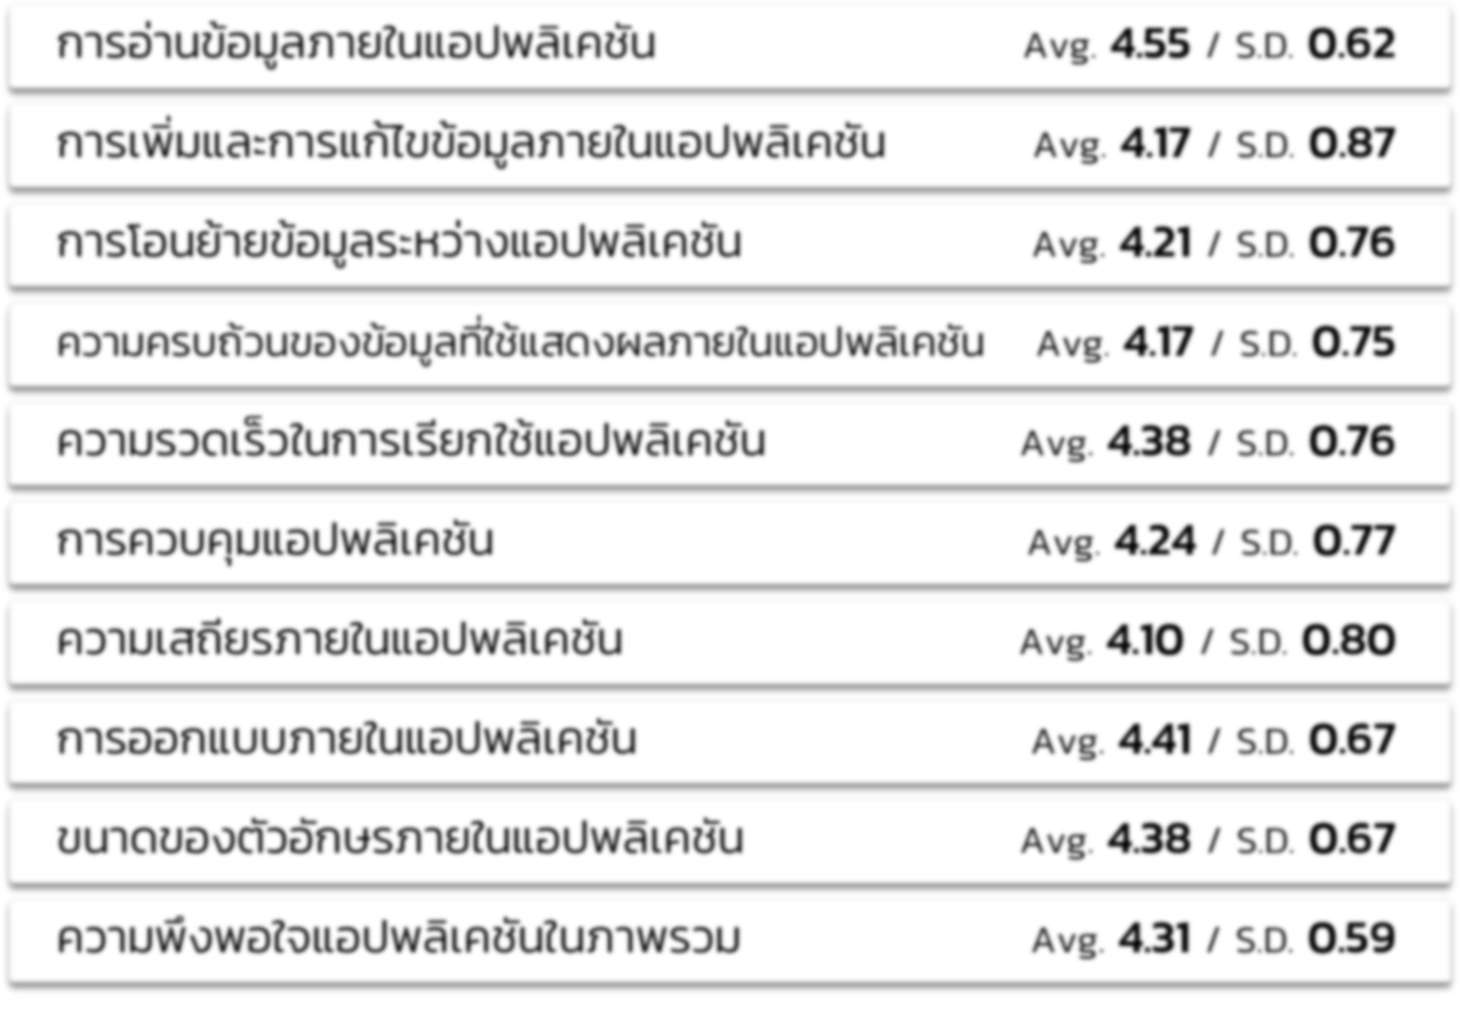 การอ่านข้อมูลภายในแอปพลิเคชัน Avg. 4.55 / S.D. 0.62
การเพิ่มและการแก้ไขข้อมูลภายในแอปพลิเคชัน Avg. 4.17 / S.D. 0.87
การโอนย้ายข้อมูลระหว่างแอปพลิเคชัน Avg. 4.21 / S.D. 0.76
ความครบถ้วนของข้อมูลที่ใช้แสดงผลภายในแอปพลิเคชัน Avg. 4.17 / S.D. 0.75
ความรวดเร็วในการเรียกใช้แอปพลิเคชัน Avg. 4.38 / S.D. 0.76
การควบคุมแอปพลิเคชัน Avg. 4.24 / S.D. 0.77
ความเสถียรภายในแอปพลิเคชัน Avg. 4.10 / S.D. 0.80
การออกแบบภายในแอปพลิเคชัน Avg. 4.41 / S.D. 0.67
ขนาดของตัวอักษรภายในแอปพลิเคชัน Avg. 4.38 / S.D. 0.67
ความพึงพอใจแอปพลิเคชันในภาพรวม Avg. 4.31 / S.D. 0.59